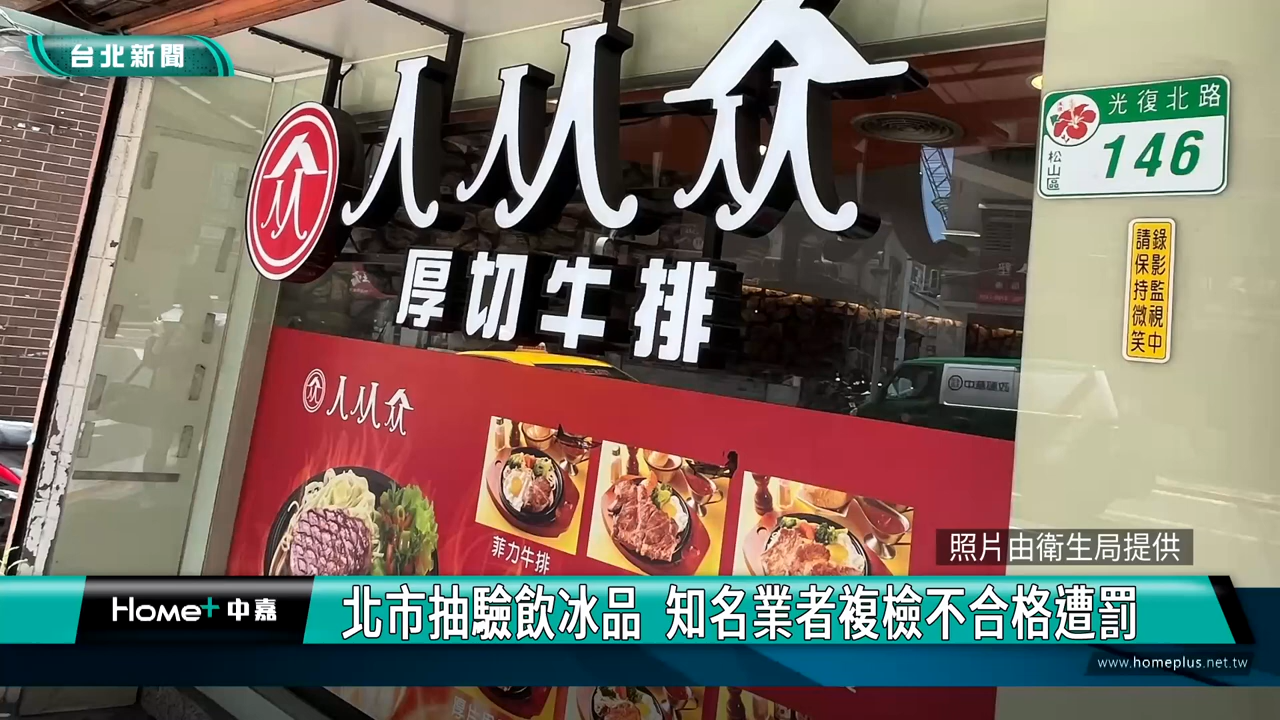 台北新聞
众
人从众
厚切牛排
光復北路
松山區
146
錄影監視中
請保持微笑
众
人从众
菲力牛排
照片由衛生局提供
Home+ 中嘉
北市抽驗飲冰品 知名業者複檢不合格遭罰
www.homeplus.net.tw